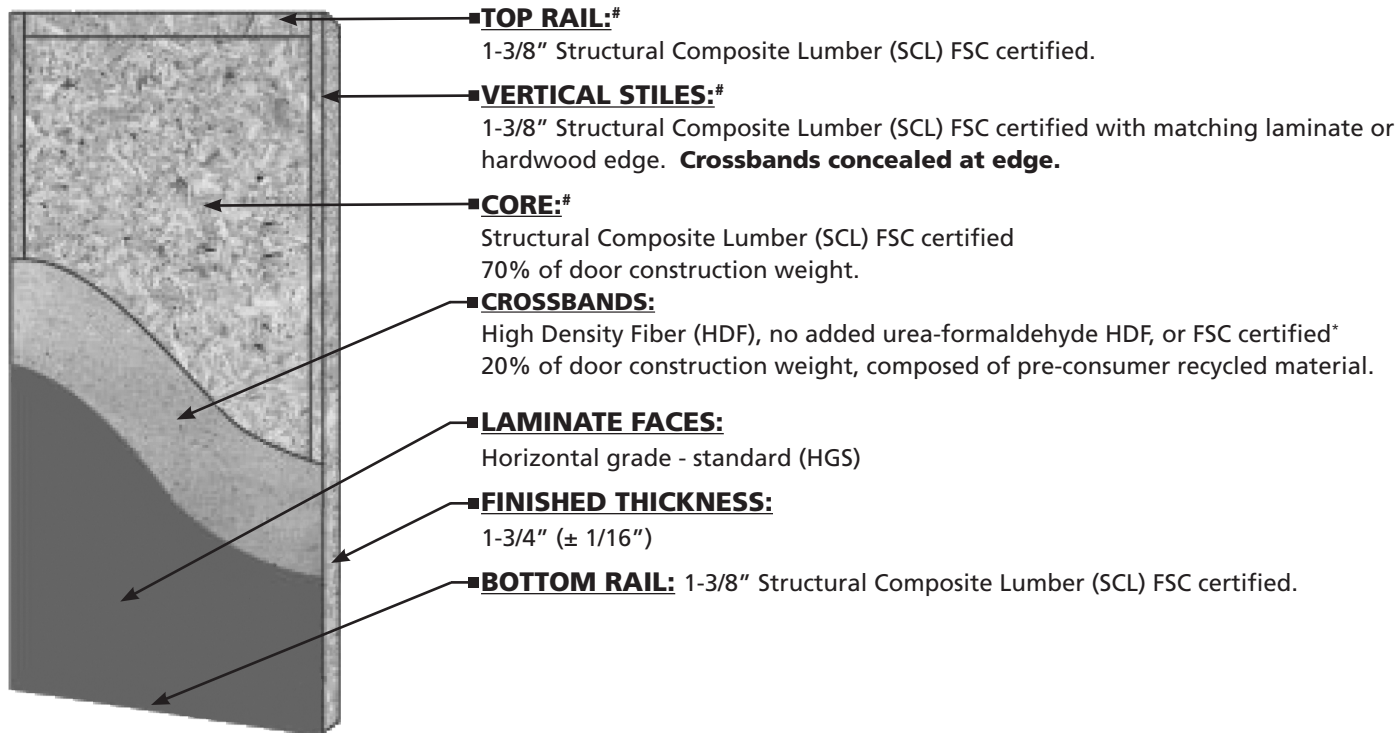 TOP RAIL:#
1-3/8” Structural Composite Lumber (SCL) FSC certified.
VERTICAL STILES:#
1-3/8” Structural Composite Lumber (SCL) FSC certified with matching laminate or
hardwood edge. Crossbands concealed at edge.
CORE:#
Structural Composite Lumber (SCL) FSC certified
70% of door construction weight.
CROSSBANDS:
High Density Fiber (HDF), no added urea-formaldehyde HDF, or FSC certified*
20% of door construction weight, composed of pre-consumer recycled material.
LAMINATE FACES:
Horizontal grade - standard (HGS)
FINISHED THICKNESS:
1-3/4” (± 1/16”)
BOTTOM RAIL: 1-3/8” Structural Composite Lumber (SCL) FSC certified.